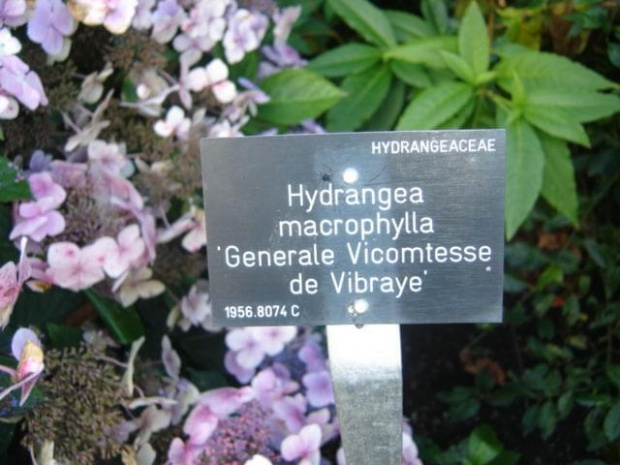 HYDRANGEACEAE
Hydrangea
macrophylla
'Generale Vicomtesse
de Vibraye'
1956.8074 C